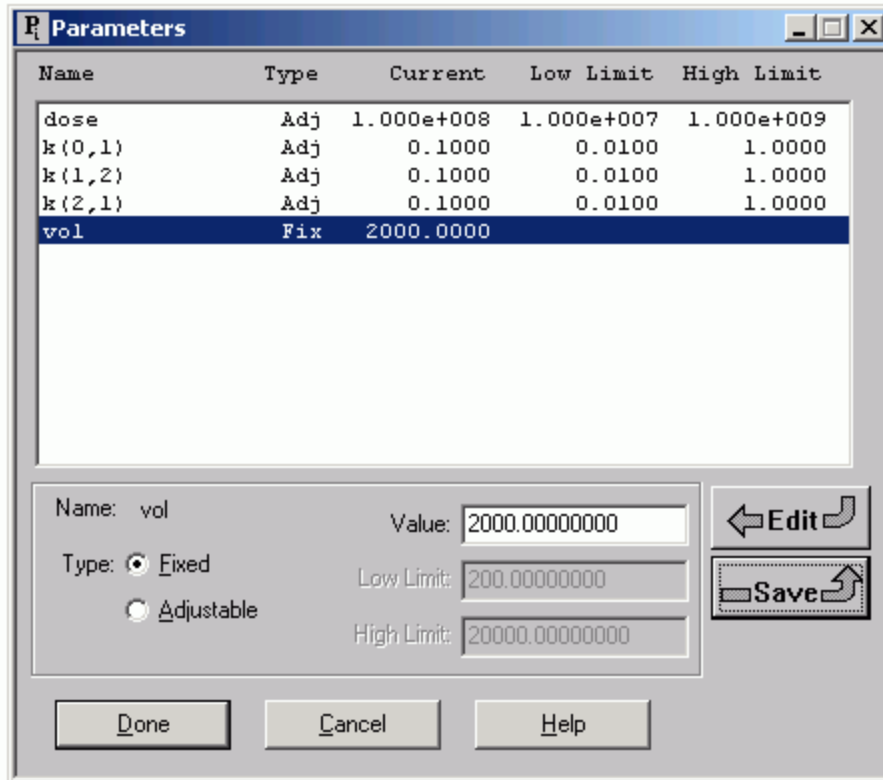 Pi Parameters
Name Type Current Low Limit High Limit
dose Adj 1.000e+008 1.000e+007 1.000e+009
k(0,1) Adj 0.1000 0.0100 1.0000
k(1,2) Adj 0.1000 0.0100 1.0000
k(2,1) Adj 0.1000 0.0100 1.0000
vol Fix 2000.0000
Name: vol
Value: 2000.00000000
Edit
Type: Fixed
Low Limit: 200.00000000
Save
Adjustable
High Limit: 20000.00000000
Done Cancel Help